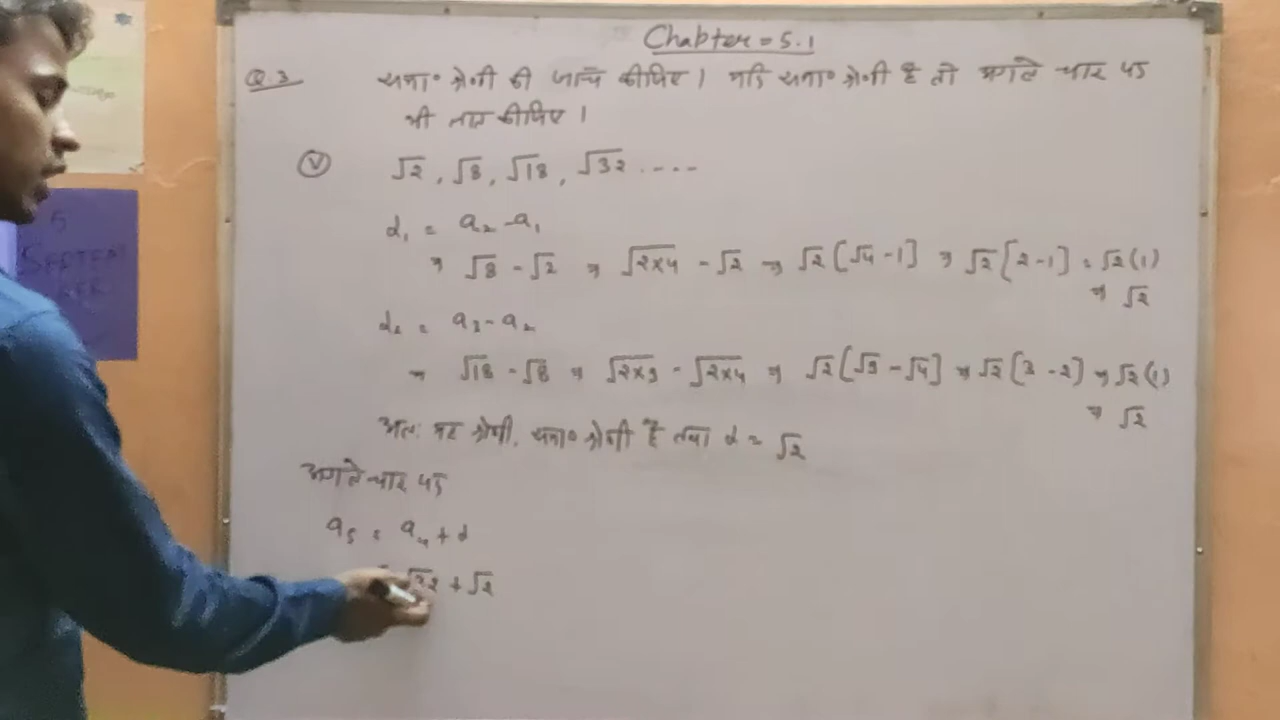 Chapter = 5.1
Q.3 समा० श्रेणी की जाँच कीजिए। यदि समा० श्रेणी है तो अगले चार पद
भी ज्ञात कीजिए।
(V) √2, √8, √18, √32 .....
d₁ = a₂ - a₁
⇒ √8 - √2 ⇒ √2×4 - √2 ⇒ √2[√4 - 1] ⇒ √2[2 - 1] = √2(1)
⇒ √2
d₂ = a₃ - a₂
⇒ √18 - √8 ⇒ √2×9 - √2×4 ⇒ √2[√9 - √4] ⇒ √2[3 - 2] ⇒ √2(1)
⇒ √2
अतः यह श्रेणी, समा० श्रेणी है तथा d = √2
अगले चार पद
a₅ = a₄ + d
= √32 + √2
5
SEPTEM